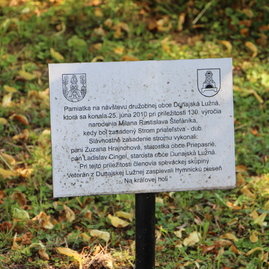 Pamiatka na návštevu družobnej obce Dunajská Lužná,
ktorá sa konala 25. júna 2010 pri príležitosti 130. výročia
narodenia Milana Rastislava Štefánika,
kedy bol zasadený Strom priateľstva - dub.
Slávnostné zasadenie stromu vykonali:
pani Zuzana Hrajnohová, starostka obce Priepasné,
pán Ladislav Cingel, starosta obce Dunajská Lužná.
Pri tejto príležitosti členovia speváckej skupiny
Veterán z Dunajskej Lužnej zaspievali Hymnickú pieseň
Na kráľovej holi.